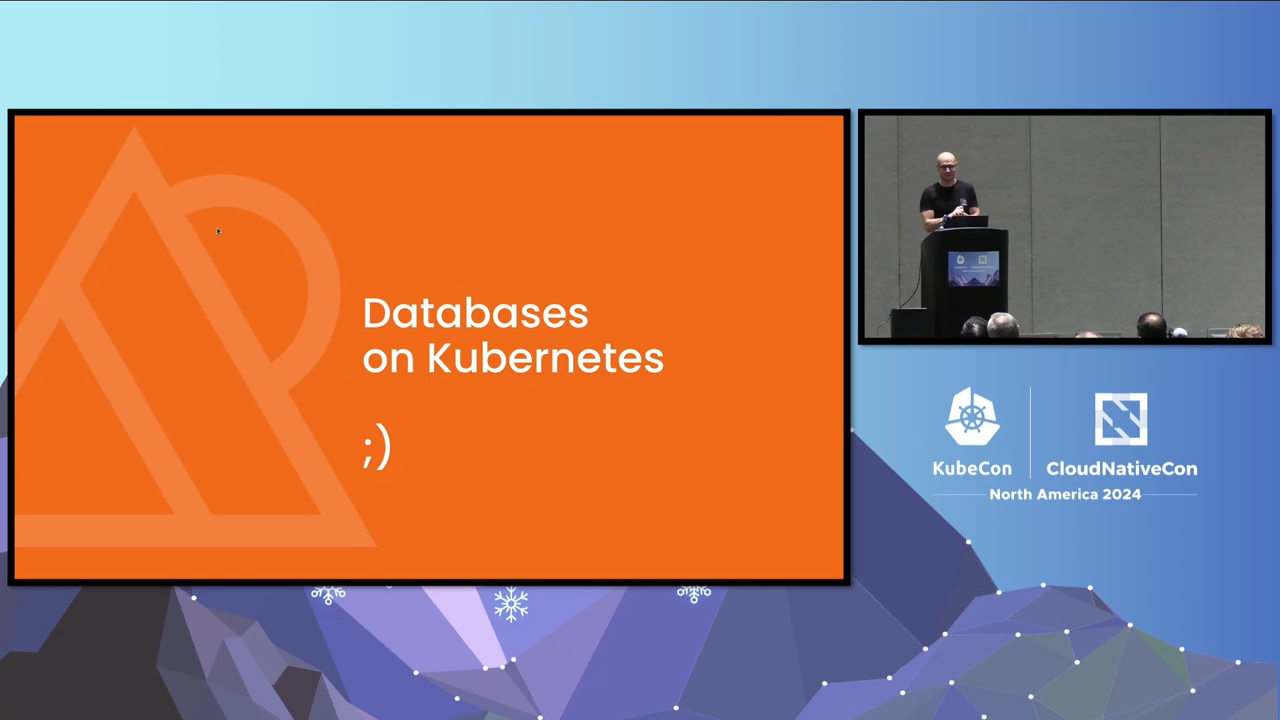 Databases
on Kubernetes
;)
KubeCon
CloudNativeCon
North America 2024